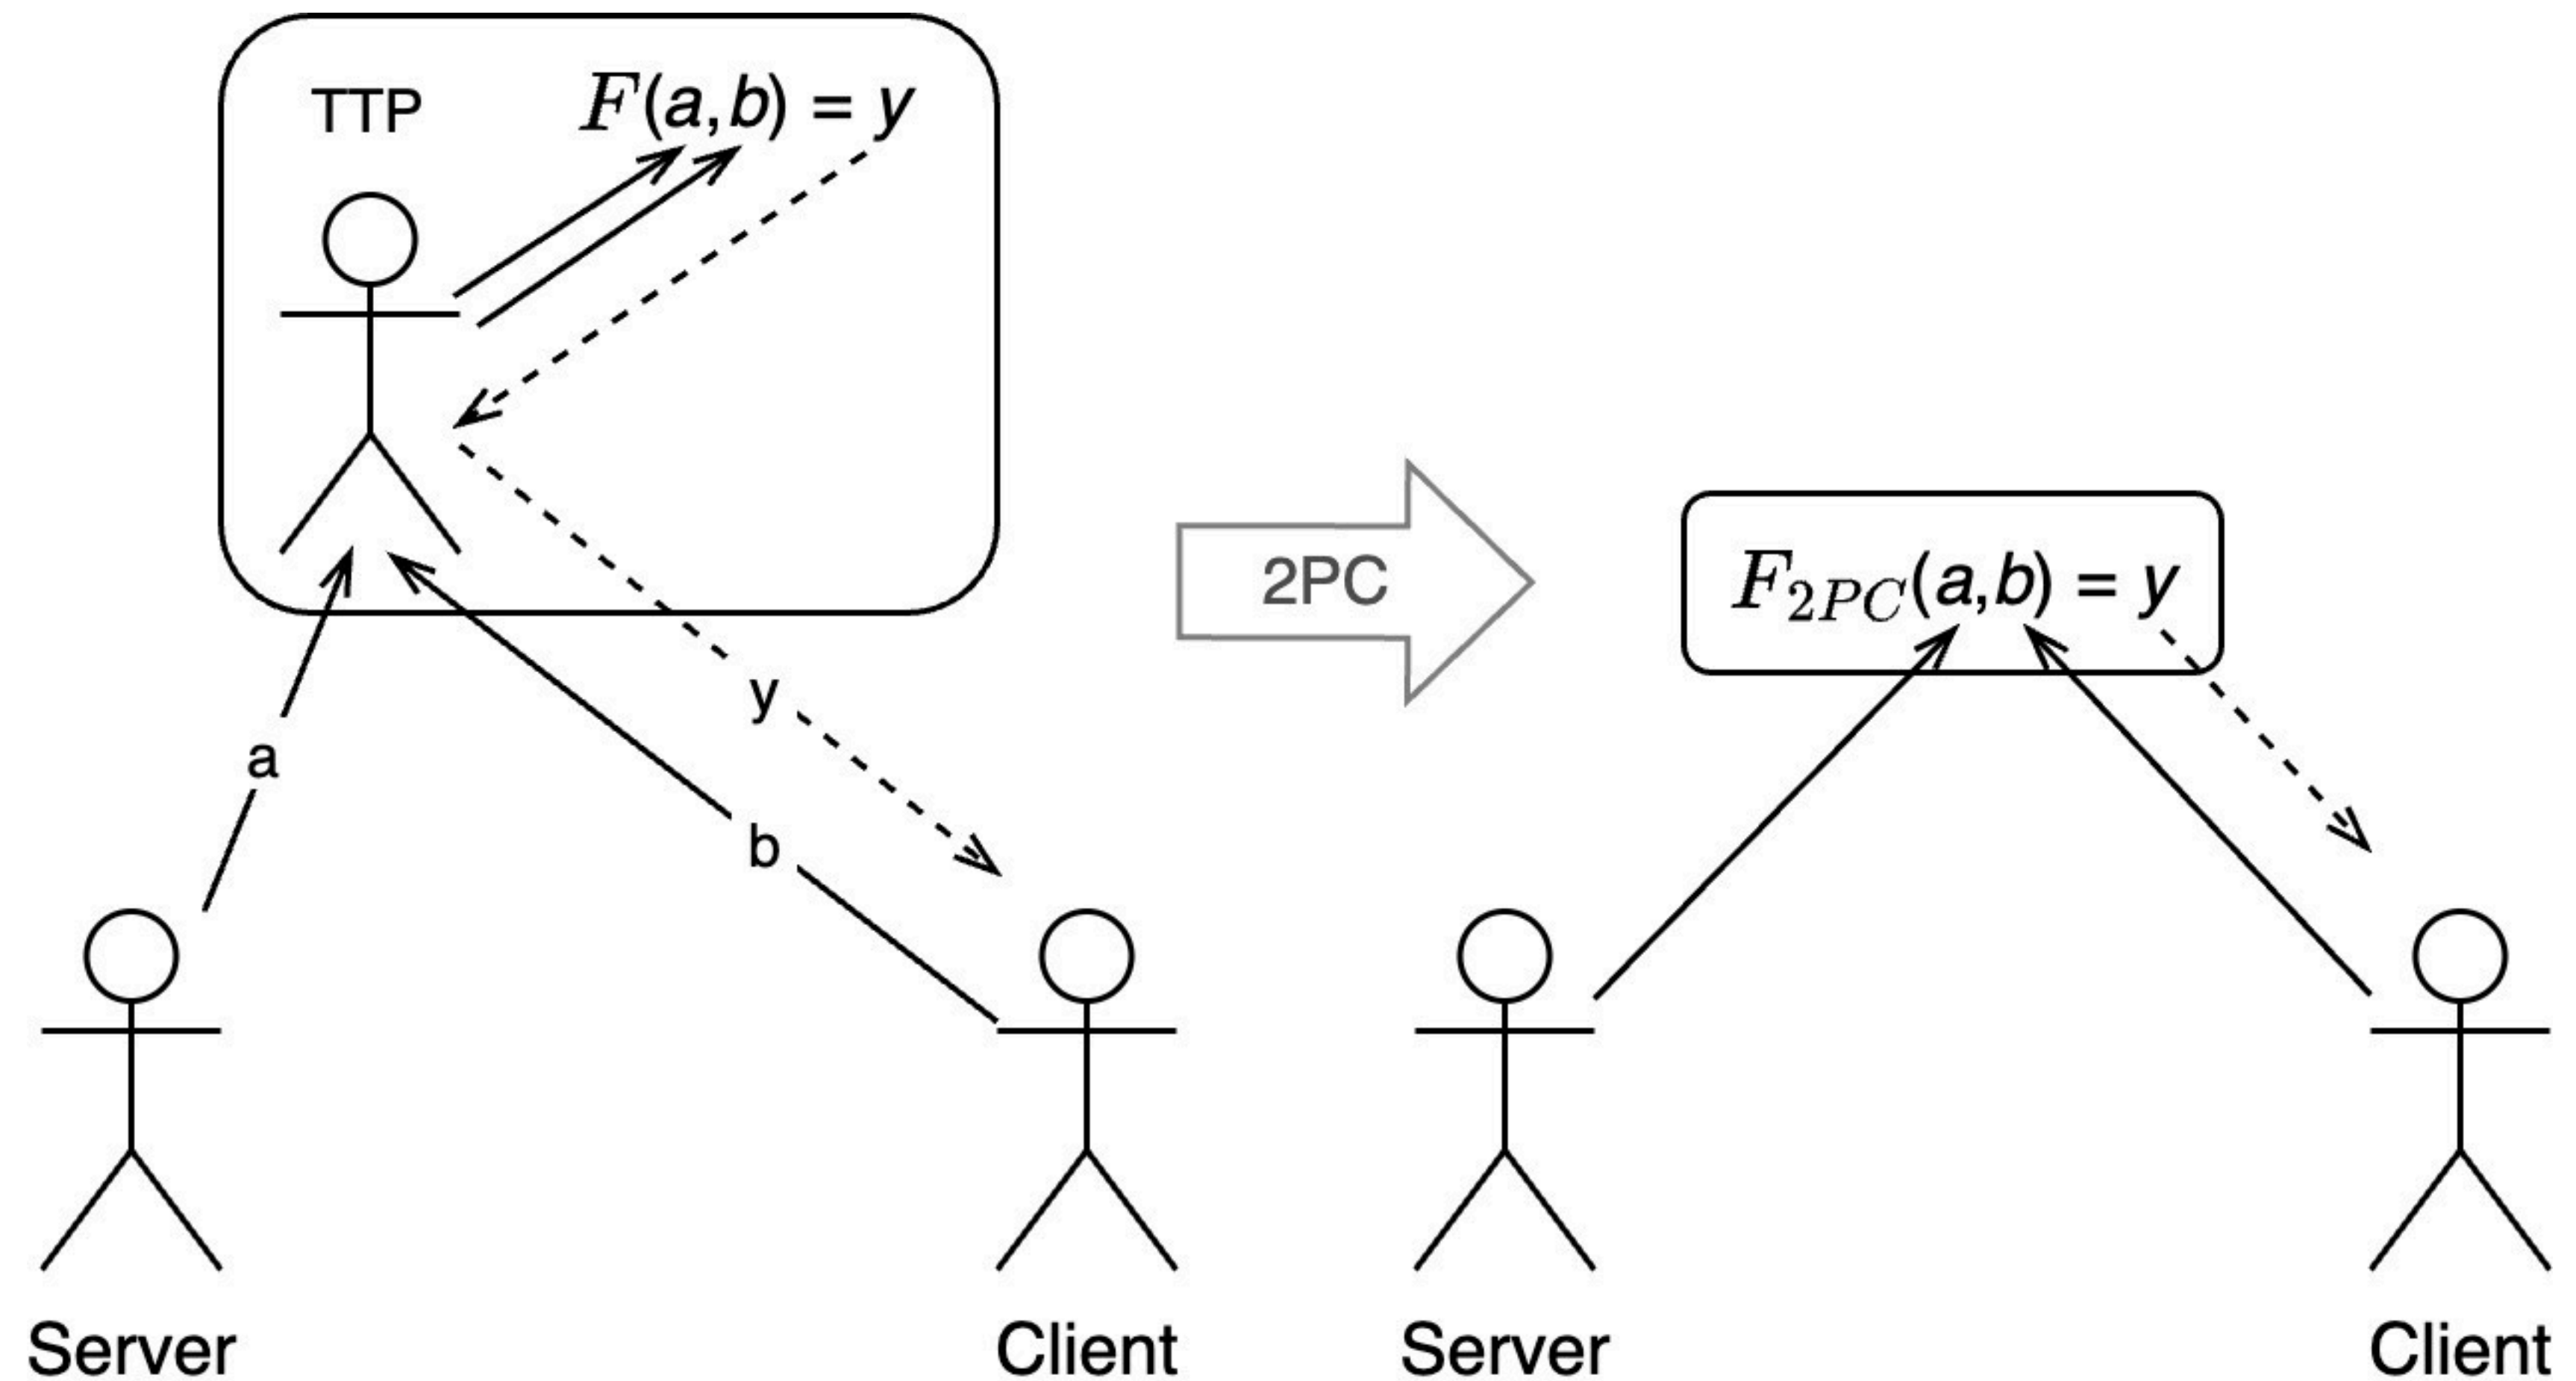 TTP
F(a,b) = y
a
y
b
Server
Client
2PC
F2PC(a,b) = y
Server
Client